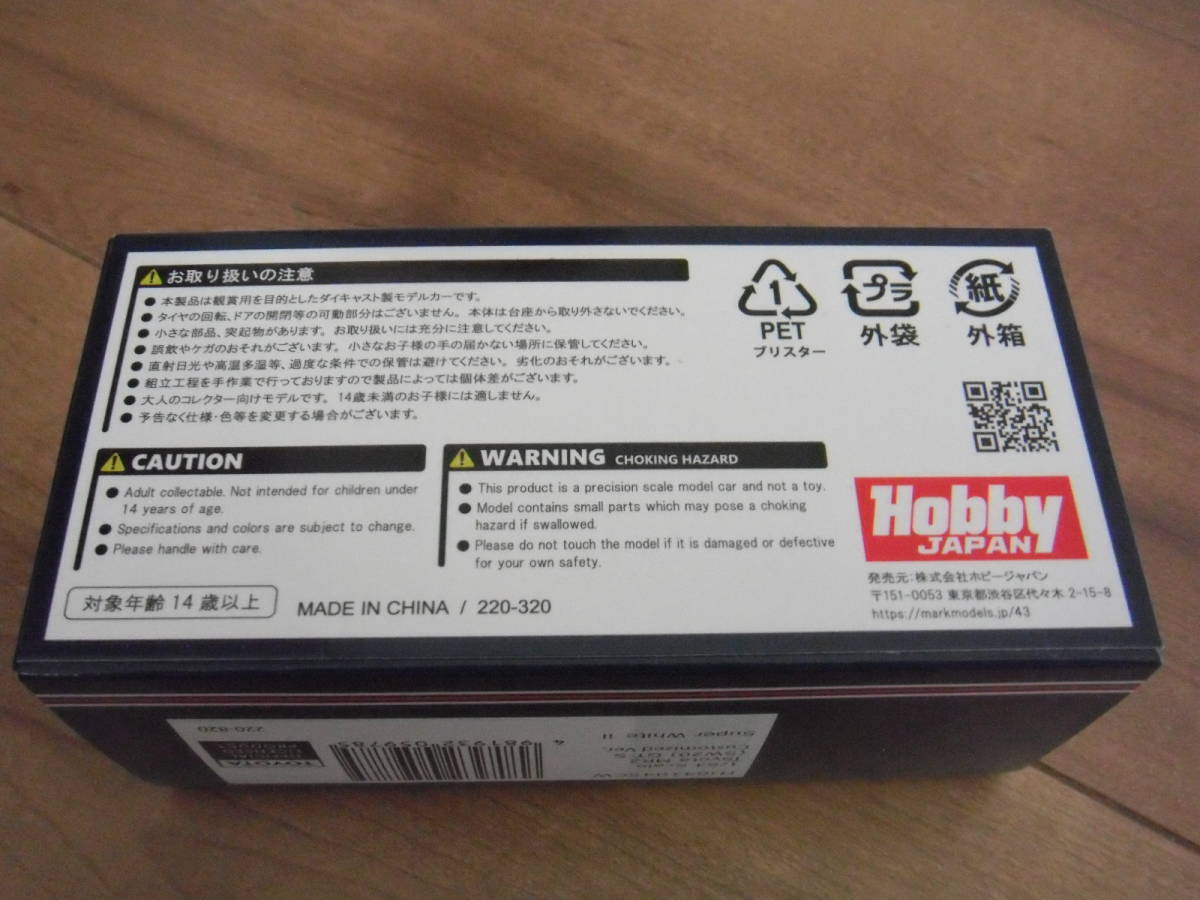 お取り扱いの注意
● 本製品は観賞用を目的としたダイキャスト製モデルカーです。
● タイヤの回転、ドアの開閉等の可動部分はございません。 本体は台座から取り外さないでください。
● 小さな部品、突起物があります。 お取り扱いには充分に注意してください。
● 誤飲やケガのおそれがございます。 小さなお子様の手の届かない場所に保管してください。
● 直射日光や高温多湿等、過度な条件での保管は避けてください。 劣化のおそれがございます。
● 組立工程を手作業で行っておりますので製品によっては個体差がございます。
● 大人のコレクター向けモデルです。 14歳未満のお子様には適しません。
● 予告なく仕様・色等を変更する場合がございます。
1
PET
ブリスター
プラ
外袋
紙
外箱
CAUTION
● Adult collectable. Not intended for children under
14 years of age.
● Specifications and colors are subject to change.
● Please handle with care.
WARNING CHOKING HAZARD
● This product is a precision scale model car and not a toy.
● Model contains small parts which may pose a choking
hazard if swallowed.
● Please do not touch the model if it is damaged or defective
for your own safety.
Hobby
JAPAN
発売元：株式会社ホビージャパン
〒151-0053 東京都渋谷区代々木 2-15-8
https://markmodels.jp/43
対象年齢 14 歳以上
MADE IN CHINA / 220-320
1/64 Scale
Toyota MR2
Customized Ver.
Super White II
TOYOTA
220-820